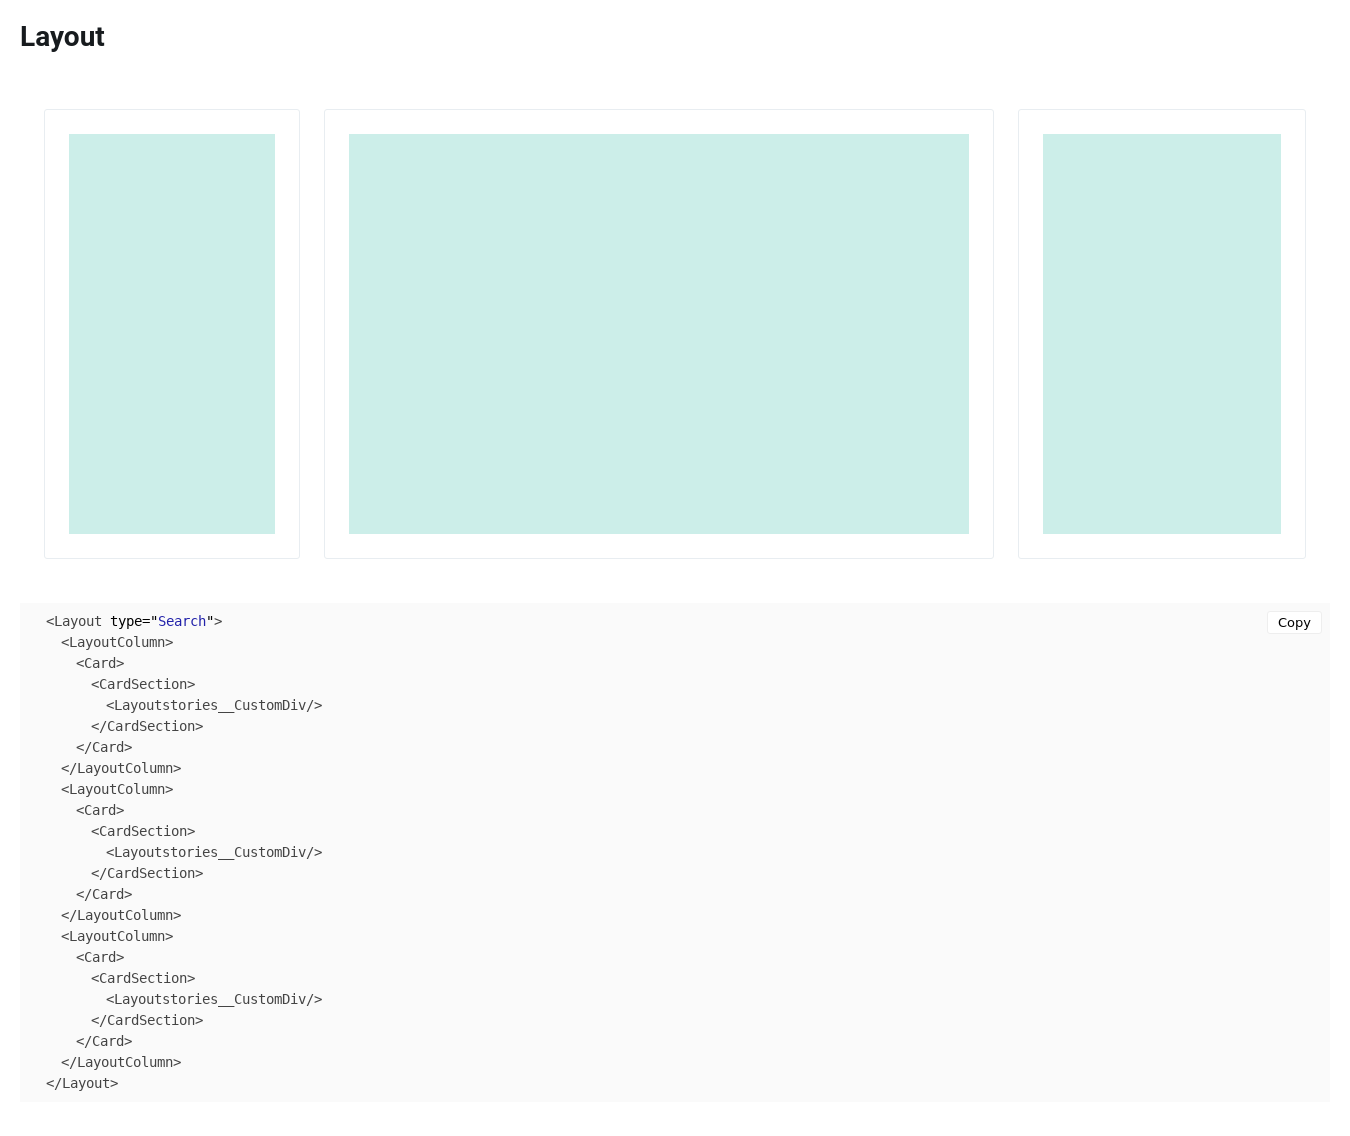 Layout
<Layout type="Search">
Copy
<LayoutColumn>
<Card>
<CardSection>
<Layoutstories__CustomDiv/>
</CardSection>
</Card>
</LayoutColumn>
<LayoutColumn>
<Card>
<CardSection>
<Layoutstories__CustomDiv/>
</CardSection>
</Card>
</LayoutColumn>
<LayoutColumn>
<Card>
<CardSection>
<Layoutstories__CustomDiv/>
</CardSection>
</Card>
</LayoutColumn>
</Layout>